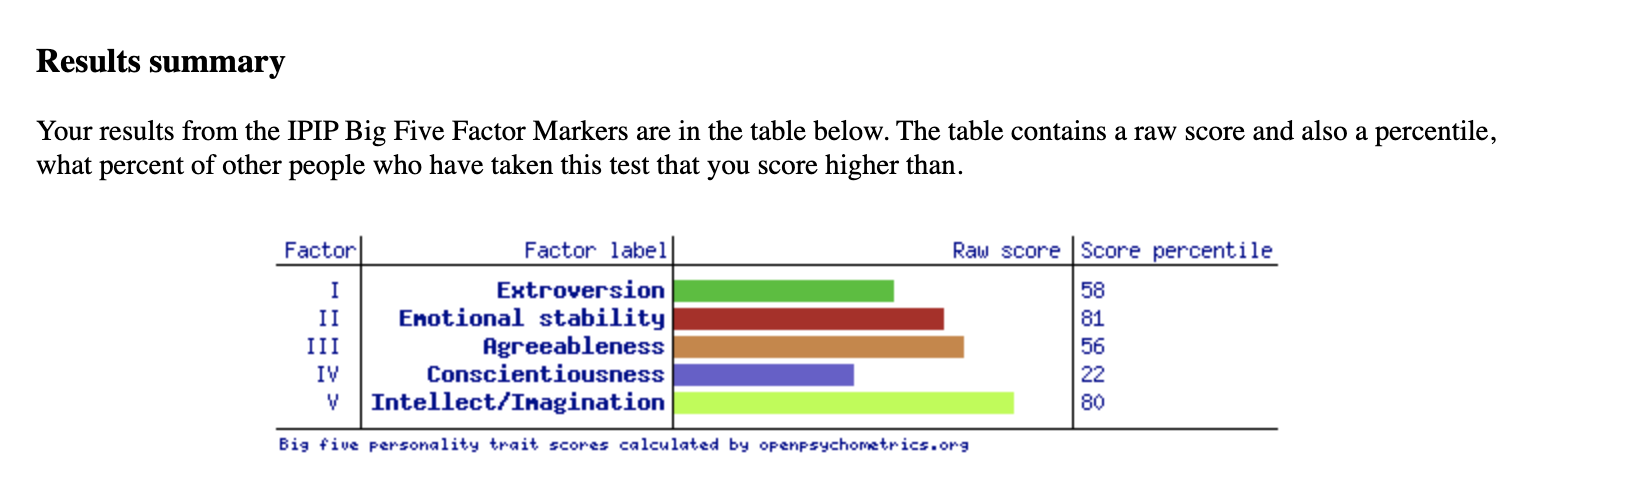 Results summary
Your results from the IPIP Big Five Factor Markers are in the table below. The table contains a raw score and also a percentile,
what percent of other people who have taken this test that you score higher than.
Factor Factor label Raw score Score percentile
I Extroversion 58
II Emotional stability 81
III Agreeableness 56
IV Conscientiousness 22
V Intellect/Imagination 80
Big five personality trait scores calculated by openpsychometrics.org